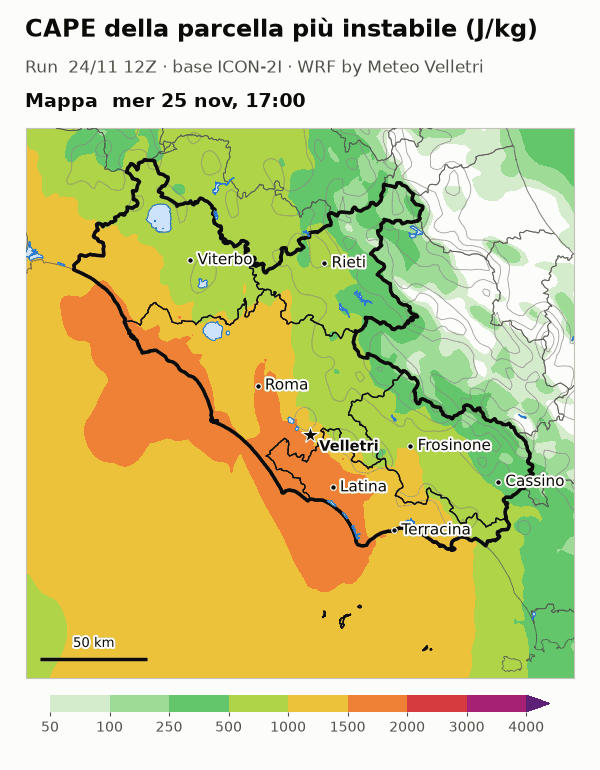 CAPE della parcella più instabile (J/kg)
Run  24/11 12Z · base ICON-2I · WRF by Meteo Velletri
Mappa  mer 25 nov, 17:00
Viterbo
Rieti
Roma
Velletri
Frosinone
Cassino
Latina
Terracina
50 km
50 100 250 500 1000 1500 2000 3000 4000